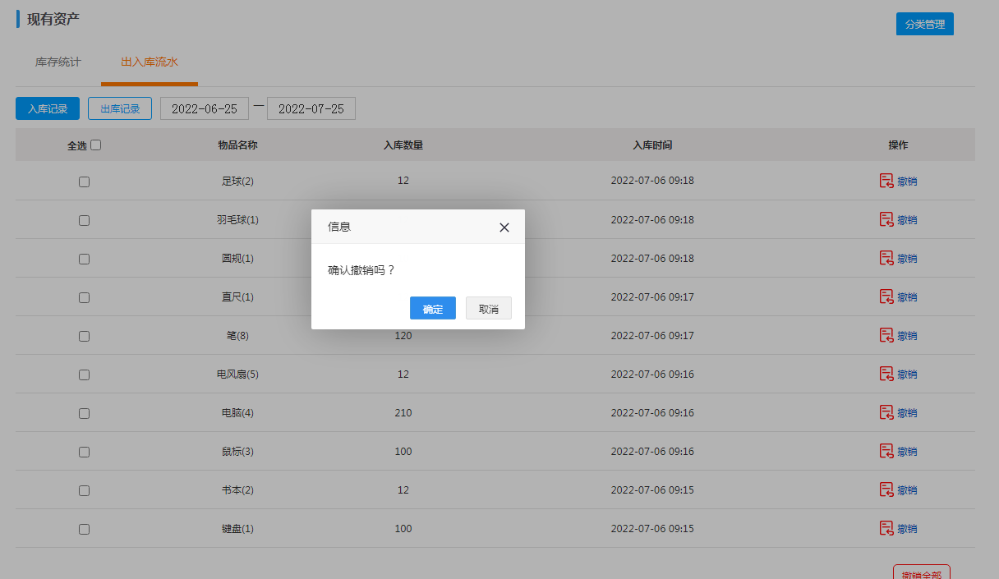 现有资产
分类管理
库存统计 出入库流水
入库记录 出库记录 2022-06-25 — 2022-07-25
全选 物品名称 入库数量 入库时间 操作
足球(2) 12 2022-07-06 09:18 撤销
羽毛球(1) 2022-07-06 09:18 撤销
圆规(1) 2022-07-06 09:18 撤销
直尺(1) 2022-07-06 09:17 撤销
笔(8) 120 2022-07-06 09:17 撤销
电风扇(5) 12 2022-07-06 09:16 撤销
电脑(4) 210 2022-07-06 09:16 撤销
鼠标(3) 100 2022-07-06 09:16 撤销
书本(2) 12 2022-07-06 09:15 撤销
键盘(1) 100 2022-07-06 09:15 撤销
撤销全部
信息
确认撤销吗？
确定 取消